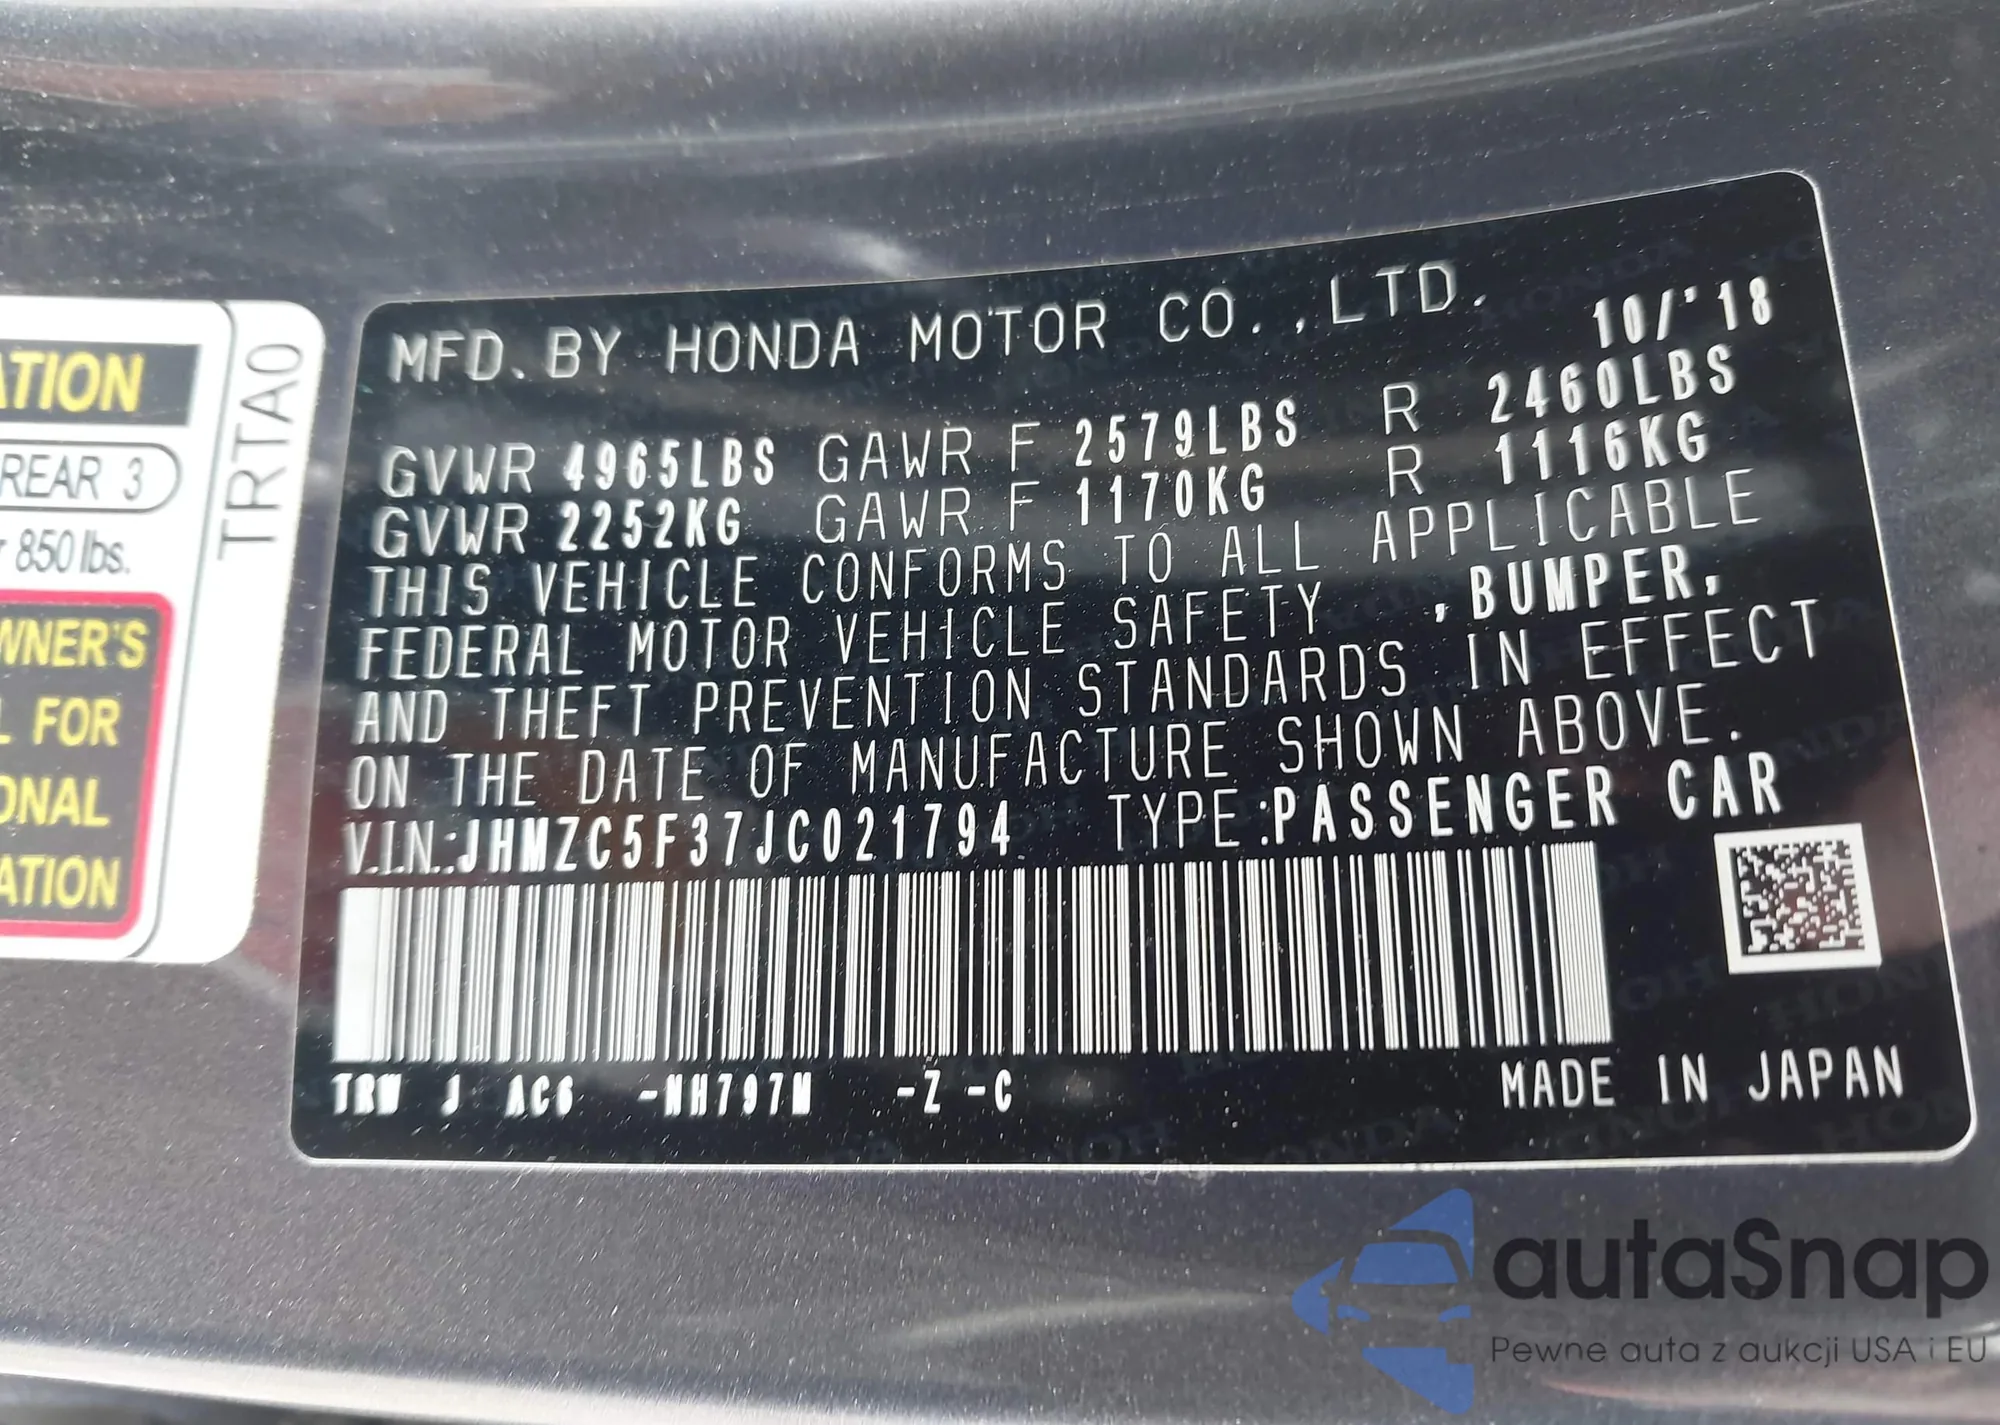 ATION
REAR 3
r 850 lbs.
WNER'S
L FOR
ONAL
ATION
TRTA0
MFD. BY HONDA MOTOR CO.,LTD. 10/'18
GVWR 4965LBS GAWR F 2579LBS R 2460LBS
GVWR 2252KG GAWR F 1170KG R 1116KG
THIS VEHICLE CONFORMS TO ALL APPLICABLE
FEDERAL MOTOR VEHICLE SAFETY , BUMPER,
AND THEFT PREVENTION STANDARDS IN EFFECT
ON THE DATE OF MANUFACTURE SHOWN ABOVE.
V.I.N.:JHMZC5F37JC021794 TYPE:PASSENGER CAR
TRW J AC6 -NH797M -Z -C MADE IN JAPAN
autaSnap
Pewne auta z aukcji USA i EU